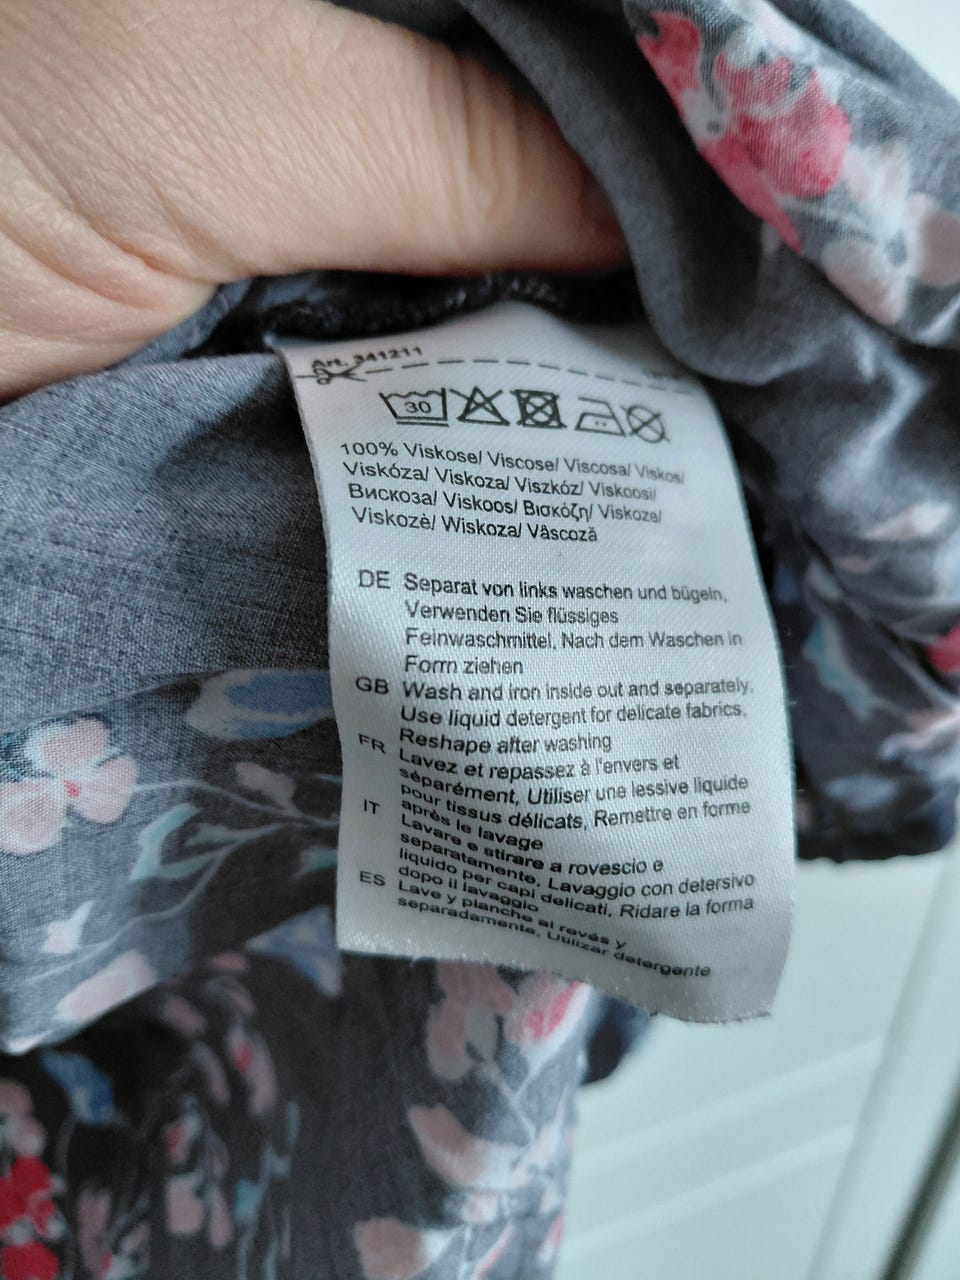 Art. 341211
30
100% Viskose/ Viscose/ Viscosa/ Viskos/
Viskóza/ Viskoza/ Viszkóz/ Viskoosi/
Вискоза/ Viskoos/ Βισκόζη/ Viskoze/
Viskozė/ Wiskoza/ Vâscoză
DE Separat von links waschen und bügeln.
Verwenden Sie flüssiges
Feinwaschmittel. Nach dem Waschen in
Form ziehen
GB Wash and iron inside out and separately.
Use liquid detergent for delicate fabrics.
Reshape after washing
FR Lavez et repassez à l'envers et
séparément, Utiliser une lessive liquide
pour tissus délicats, Remettre en forme
après le lavage
IT Lavare e stirare a rovescio e
separatamente. Lavaggio con detersivo
liquido per capi delicati, Ridare la forma
dopo il lavaggio
ES Lave y planche al revés y
separadamente. Utilizar detergente